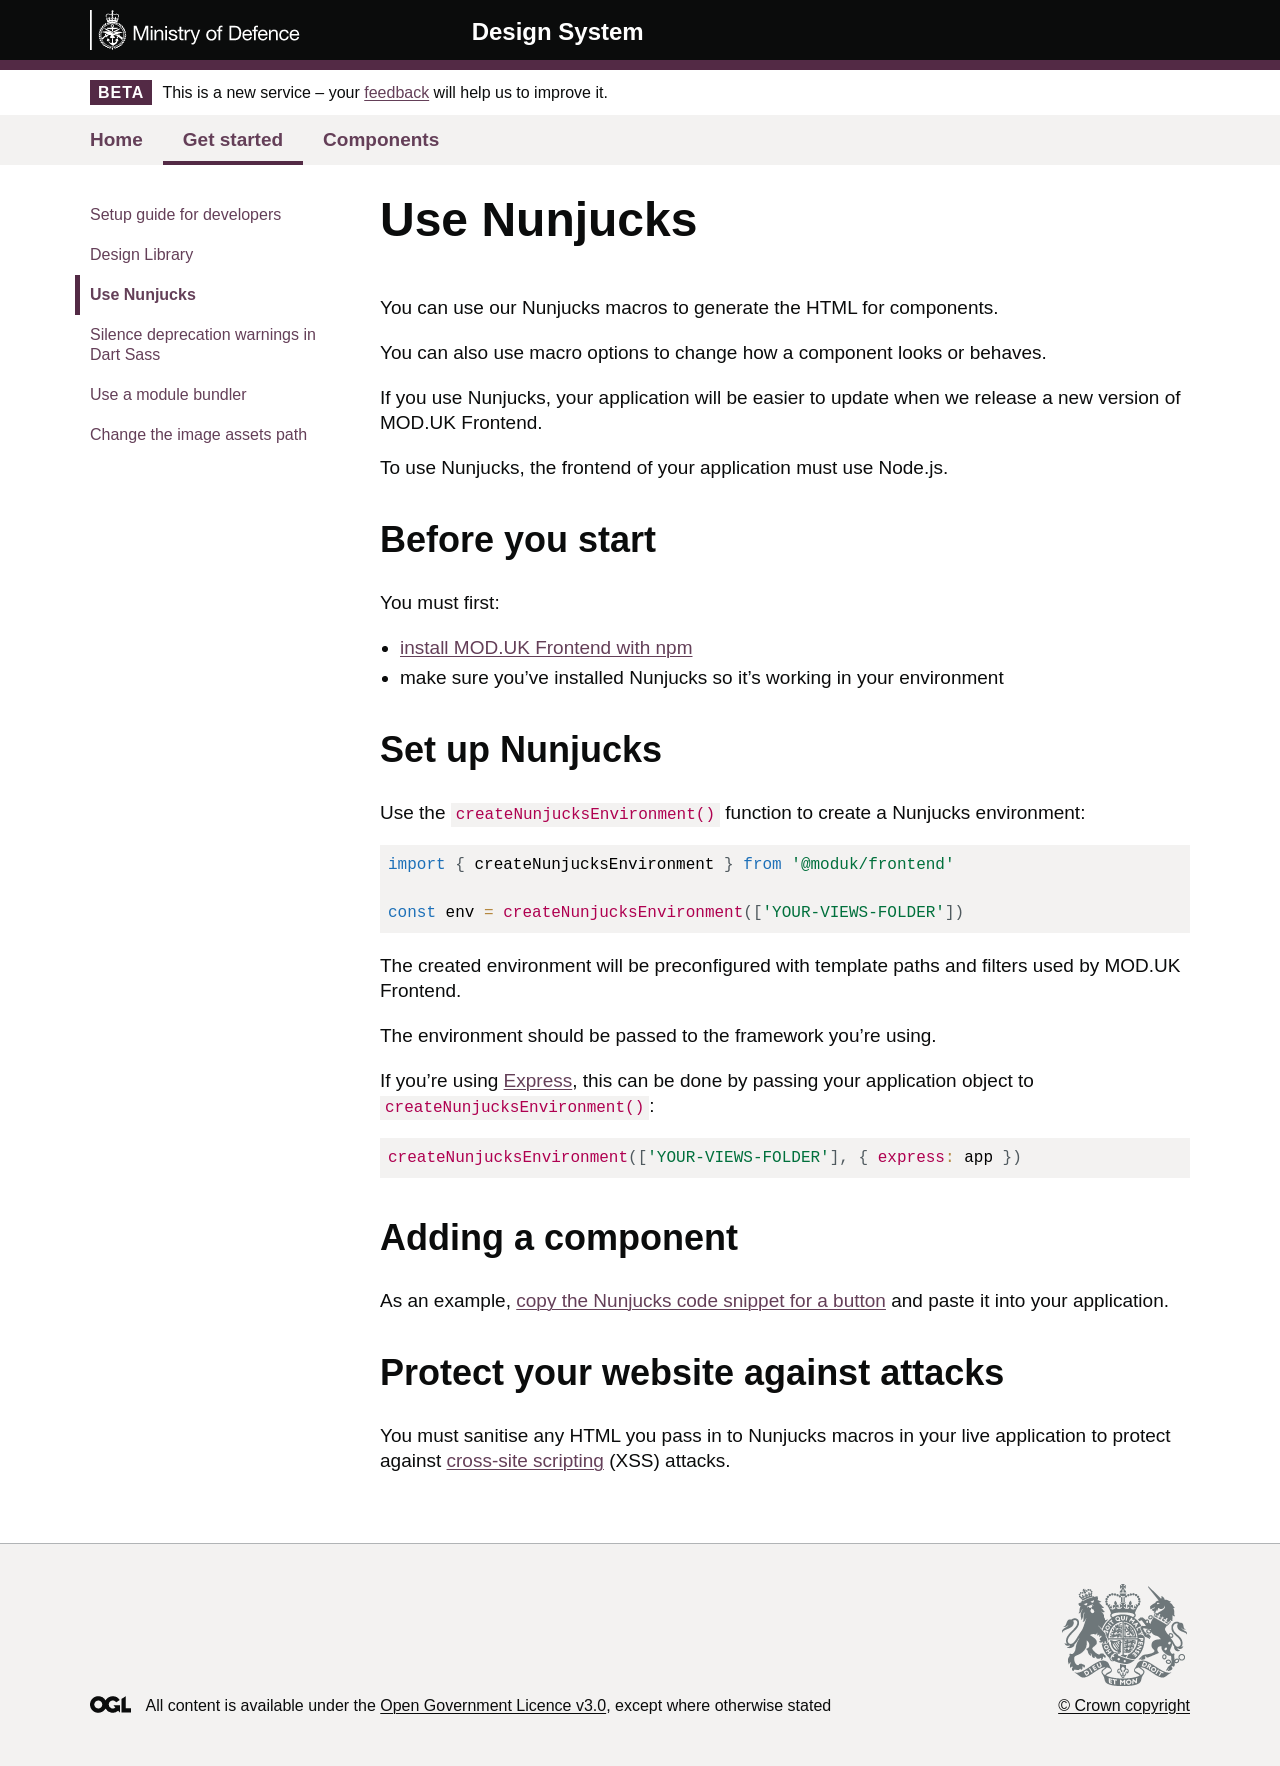 Ministry of Defence
Design System
BETA This is a new service – your feedback will help us to improve it.
Home Get started Components
Setup guide for developers
Design Library
Use Nunjucks
Silence deprecation warnings in
Dart Sass
Use a module bundler
Change the image assets path
Use Nunjucks
You can use our Nunjucks macros to generate the HTML for components.
You can also use macro options to change how a component looks or behaves.
If you use Nunjucks, your application will be easier to update when we release a new version of
MOD.UK Frontend.
To use Nunjucks, the frontend of your application must use Node.js.
Before you start
You must first:
• install MOD.UK Frontend with npm
• make sure you’ve installed Nunjucks so it’s working in your environment
Set up Nunjucks
Use the createNunjucksEnvironment() function to create a Nunjucks environment:
import { createNunjucksEnvironment } from '@moduk/frontend'
const env = createNunjucksEnvironment(['YOUR-VIEWS-FOLDER'])
The created environment will be preconfigured with template paths and filters used by MOD.UK
Frontend.
The environment should be passed to the framework you’re using.
If you’re using Express, this can be done by passing your application object to
createNunjucksEnvironment() :
createNunjucksEnvironment(['YOUR-VIEWS-FOLDER'], { express: app })
Adding a component
As an example, copy the Nunjucks code snippet for a button and paste it into your application.
Protect your website against attacks
You must sanitise any HTML you pass in to Nunjucks macros in your live application to protect
against cross-site scripting (XSS) attacks.
DIEU ET MON DROIT
OGL All content is available under the Open Government Licence v3.0, except where otherwise stated
© Crown copyright